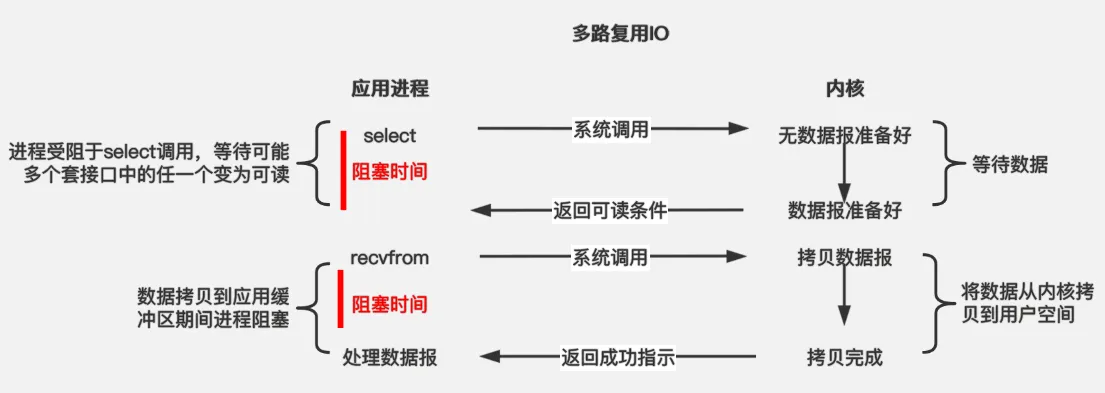 多路复用IO
应用进程
内核
select
系统调用
无数据报准备好
进程受阻于select调用，等待可能
多个套接口中的任一个变为可读
阻塞时间
等待数据
返回可读条件
数据报准备好
recvfrom
系统调用
拷贝数据报
数据拷贝到应用缓
冲区期间进程阻塞
阻塞时间
将数据从内核拷
贝到用户空间
处理数据报
返回成功指示
拷贝完成